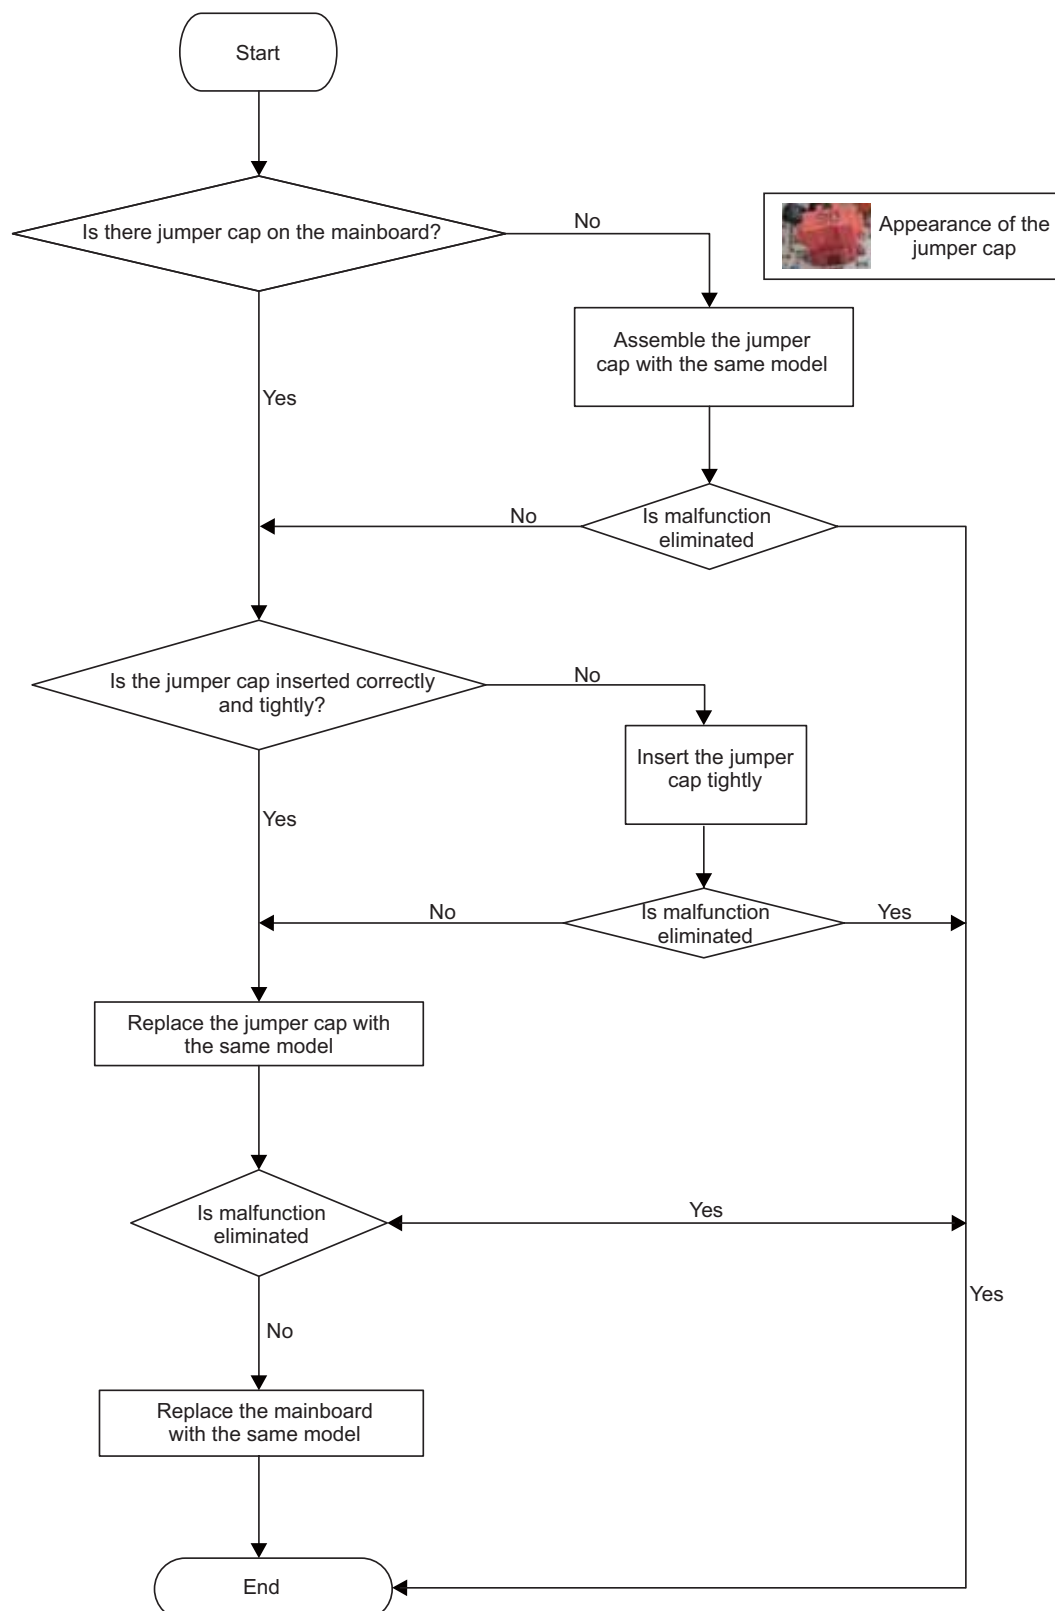 Start
Is there jumper cap on the mainboard?
No
Appearance of the
jumper cap
Assemble the jumper
cap with the same model
Yes
No
Is malfunction
eliminated
Is the jumper cap inserted correctly
and tightly?
No
Insert the jumper
cap tightly
Yes
No
Is malfunction
eliminated
Yes
Replace the jumper cap with
the same model
Is malfunction
eliminated
Yes
Yes
No
Replace the mainboard
with the same model
End